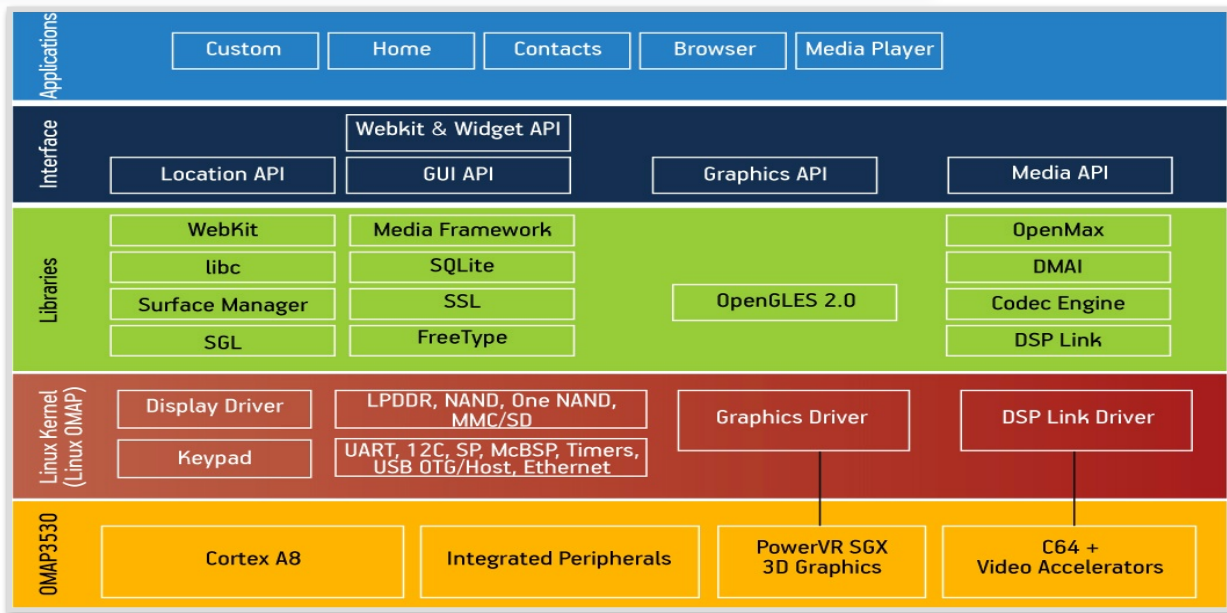 Applications
Custom
Home
Contacts
Browser
Media Player
Interface
Webkit & Widget API
Location API
GUI API
Graphics API
Media API
Libraries
WebKit
Media Framework
OpenMax
libc
SQLite
DMAI
Surface Manager
SSL
OpenGLES 2.0
Codec Engine
SGL
FreeType
DSP Link
Linux Kernel
(Linux OMAP)
Display Driver
LPDDR, NAND, One NAND,
MMC/SD
Graphics Driver
DSP Link Driver
Keypad
UART, 12C, SP, McBSP, Timers,
USB OTG/Host, Ethernet
OMAP3530
Cortex A8
Integrated Peripherals
PowerVR SGX
3D Graphics
C64 +
Video Accelerators